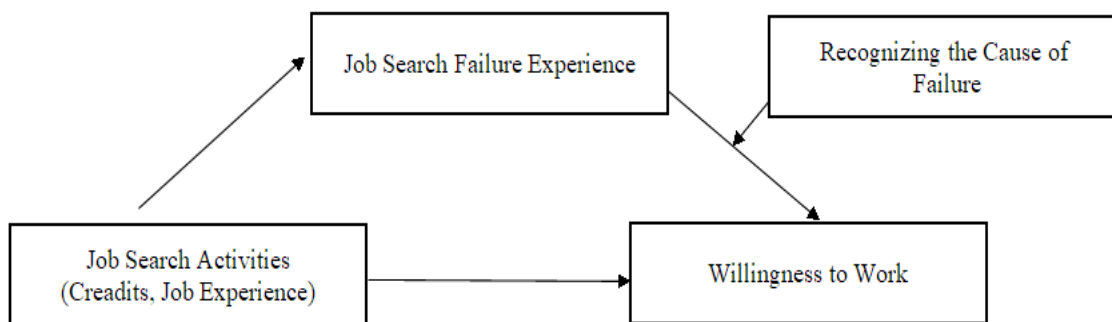 Job Search Failure Experience
Recognizing the Cause of
Failure
Job Search Activities
(Creadits, Job Experience)
Willingness to Work